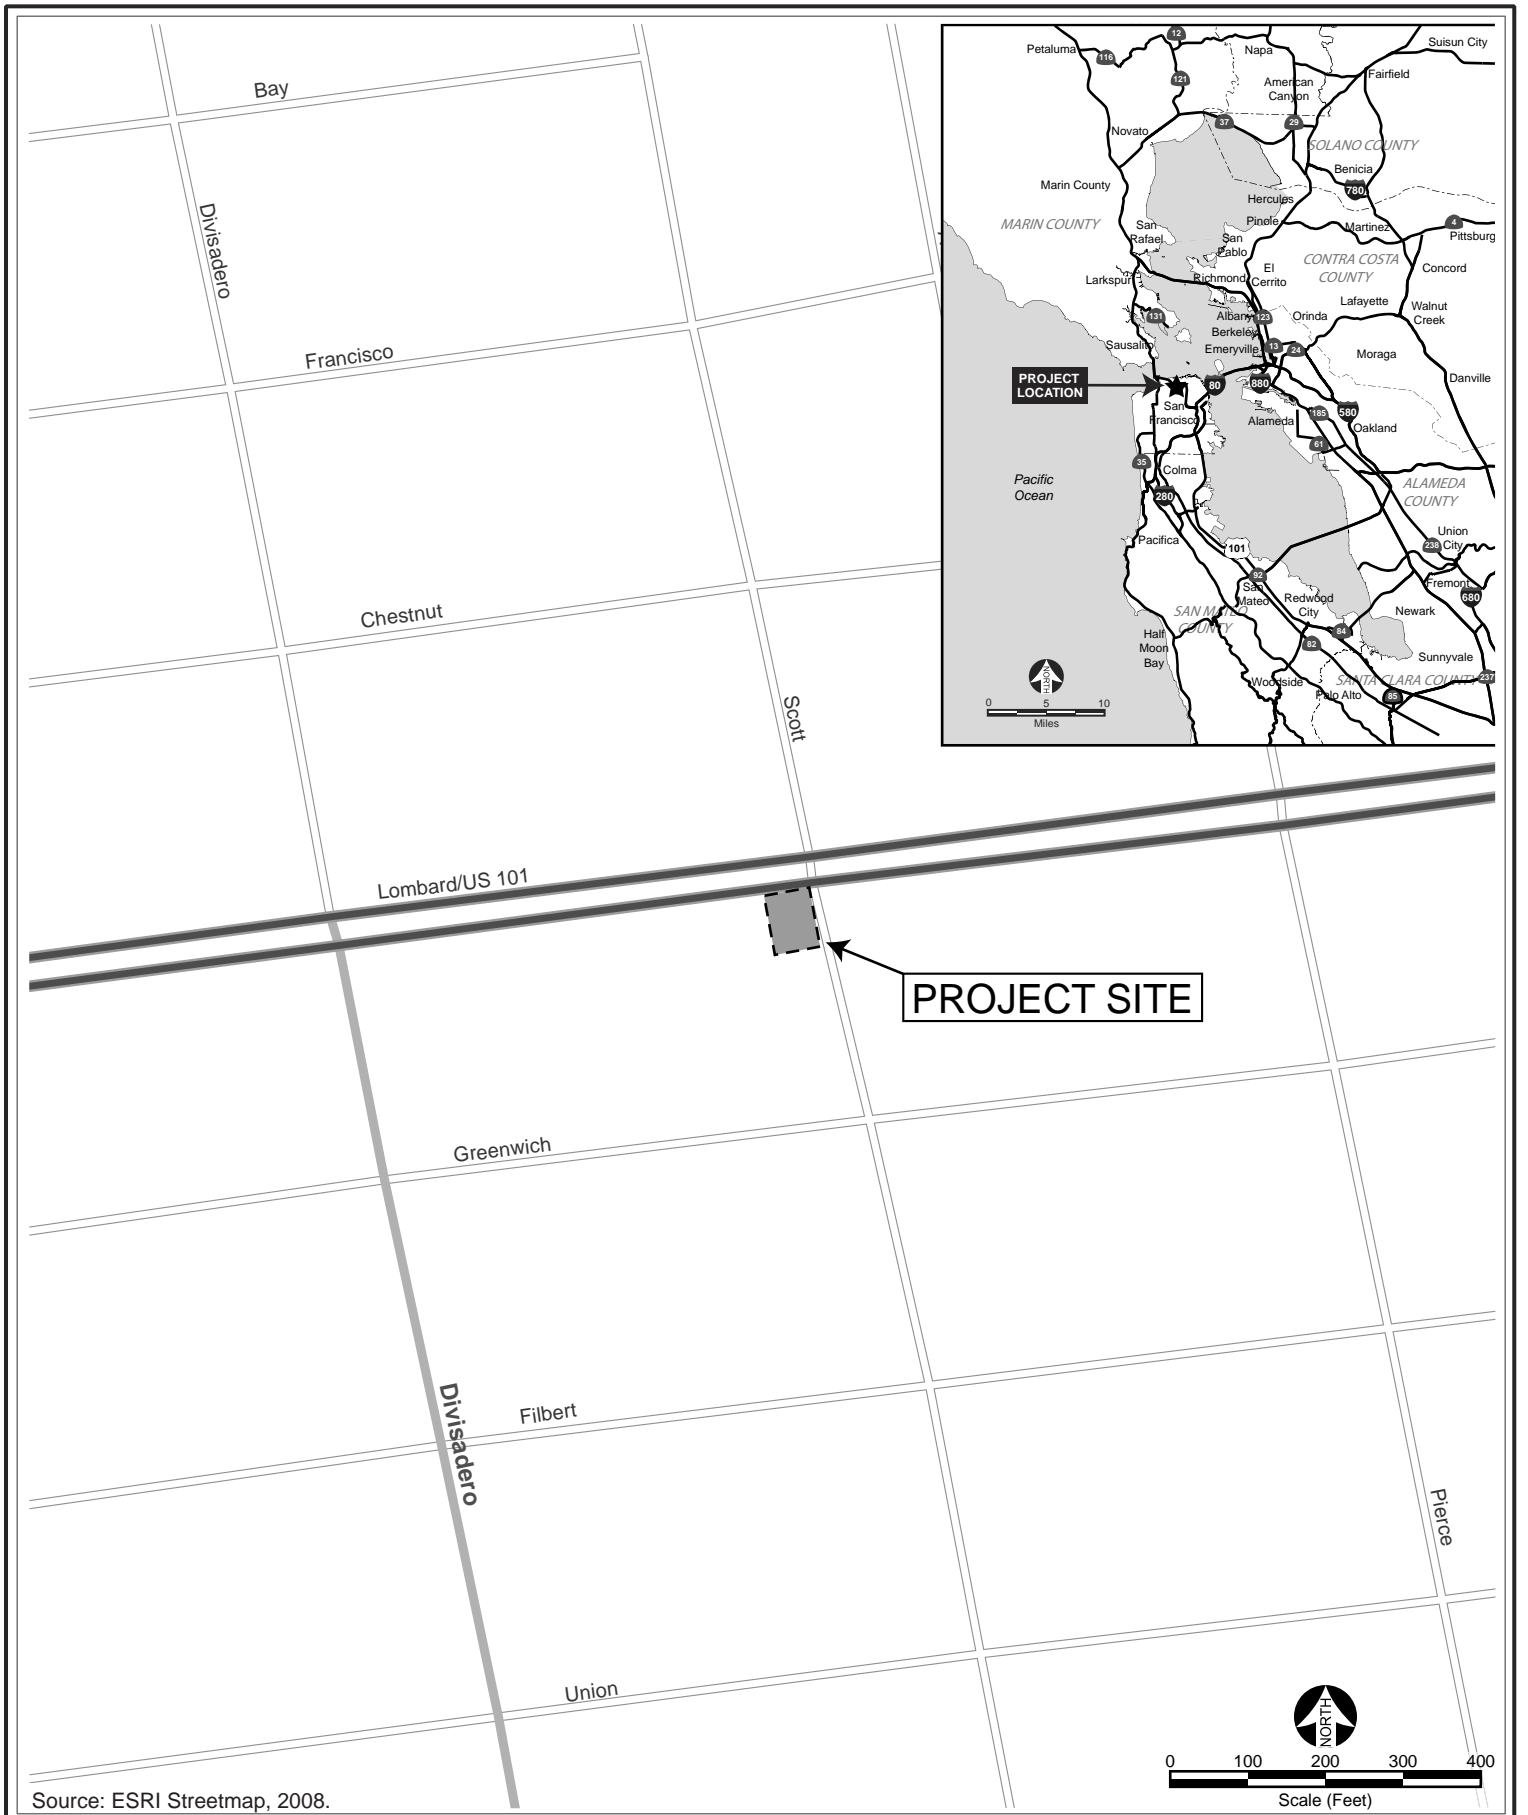 Bay
Divisadero
Francisco
Chestnut
Scott
Lombard/US 101
PROJECT SITE
Greenwich
Divisadero
Filbert
Pierce
Union
NORTH
0 100 200 300 400
Scale (Feet)
Source: ESRI Streetmap, 2008.
Petaluma
116
12
121
Napa
Suisun City
Fairfield
American
Canyon
Novato
37
29
SOLANO COUNTY
Benicia
780
Marin County
MARIN COUNTY
Hercules
Pinole
San
Rafael
San
Pablo
Martinez
4
Pittsburg
CONTRA COSTA
COUNTY
Concord
Larkspur
Richmond
El
Cerrito
Lafayette
Walnut
Creek
131
Albany
123
Orinda
Berkeley
Sausalito
Emeryville
13
24
Moraga
PROJECT
LOCATION
80
880
Danville
San
Francisco
Alameda
185
580
Oakland
61
35
Colma
Pacific
Ocean
280
ALAMEDA
COUNTY
Pacifica
101
Union
City
238
92
San
Mateo
Fremont
680
Redwood
City
Newark
SAN MATEO
COUNTY
Half
Moon
Bay
84
82
Sunnyvale
Woodside
SANTA CLARA COUNTY
237
Palo Alto
85
NORTH
0 5 10
Miles